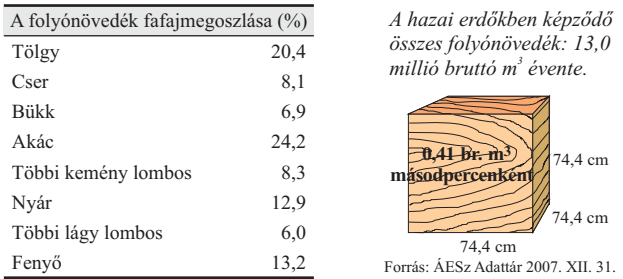 A folyónövedék fafajmegoszlása (%)
Tölgy 20,4
Cser 8,1
Bükk 6,9
Akác 24,2
Többi kemény lombos 8,3
Nyár 12,9
Többi lágy lombos 6,0
Fenyő 13,2
A hazai erdőkben képződő
összes folyónövedék: 13,0
millió bruttó m³ évente.
0,41 br. m³
másodpercenként
74,4 cm
74,4 cm
74,4 cm
Forrás: ÁESz Adattár 2007. XII. 31.